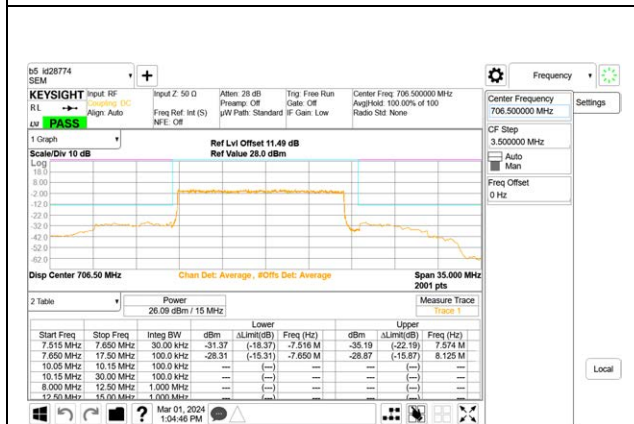 b5 id28774
SEM
Frequency
KEYSIGHT
RL
LM PASS
Input: RF
Coupling: DC
Align: Auto
Input Z: 50 Ω
Freq Ref: Int (S)
NFE: Off
Atten: 28 dB
Preamp: Off
µW Path: Standard
Trig: Free Run
Gate: Off
IF Gain: Low
Center Freq: 706.500000 MHz
Avg|Hold: 100.00% of 100
Radio Std: None
Center Frequency
706.500000 MHz
Settings
CF Step
3.500000 MHz
Auto
Man
Freq Offset
0 Hz
1 Graph
Scale/Div 10 dB
Ref Lvl Offset 11.49 dB
Ref Value 28.0 dBm
Log
18.0
8.00
-2.00
-12.0
-22.0
-32.0
-42.0
-52.0
-62.0
Disp Center 706.50 MHz
Chan Det: Average, #Offs Det: Average
Span 35.000 MHz
2001 pts
2 Table
Power
26.09 dBm / 15 MHz
Measure Trace
Trace 1
Lower Upper
Start Freq Stop Freq Integ BW dBm ΔLimit(dB) Freq (Hz) dBm ΔLimit(dB) Freq (Hz)
7.515 MHz 7.650 MHz 30.00 kHz -31.37 (-18.37) -7.516 M -35.19 (-22.19) 7.574 M
7.650 MHz 17.50 MHz 100.0 kHz -28.31 (-15.31) -7.650 M -28.87 (-15.87) 8.125 M
10.05 MHz 10.15 MHz 100.0 kHz --- (---) --- --- (---) ---
10.15 MHz 30.00 MHz 100.0 kHz --- (---) --- --- (---) ---
8.000 MHz 12.50 MHz 1.000 MHz --- (---) --- --- (---) ---
12.50 MHz 15.00 MHz 1.000 MHz --- (---) --- --- (---) ---
Local
?
Mar 01, 2024
1:04:46 PM